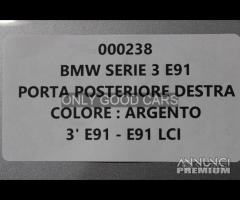 000238
BMW SERIE 3 E91
PORTA POSTERIORE DESTRA
ONLY GOOD CARS
COLORE : ARGENTO
3' E91 - E91 LCI
ANNUNCI
PREMIUM